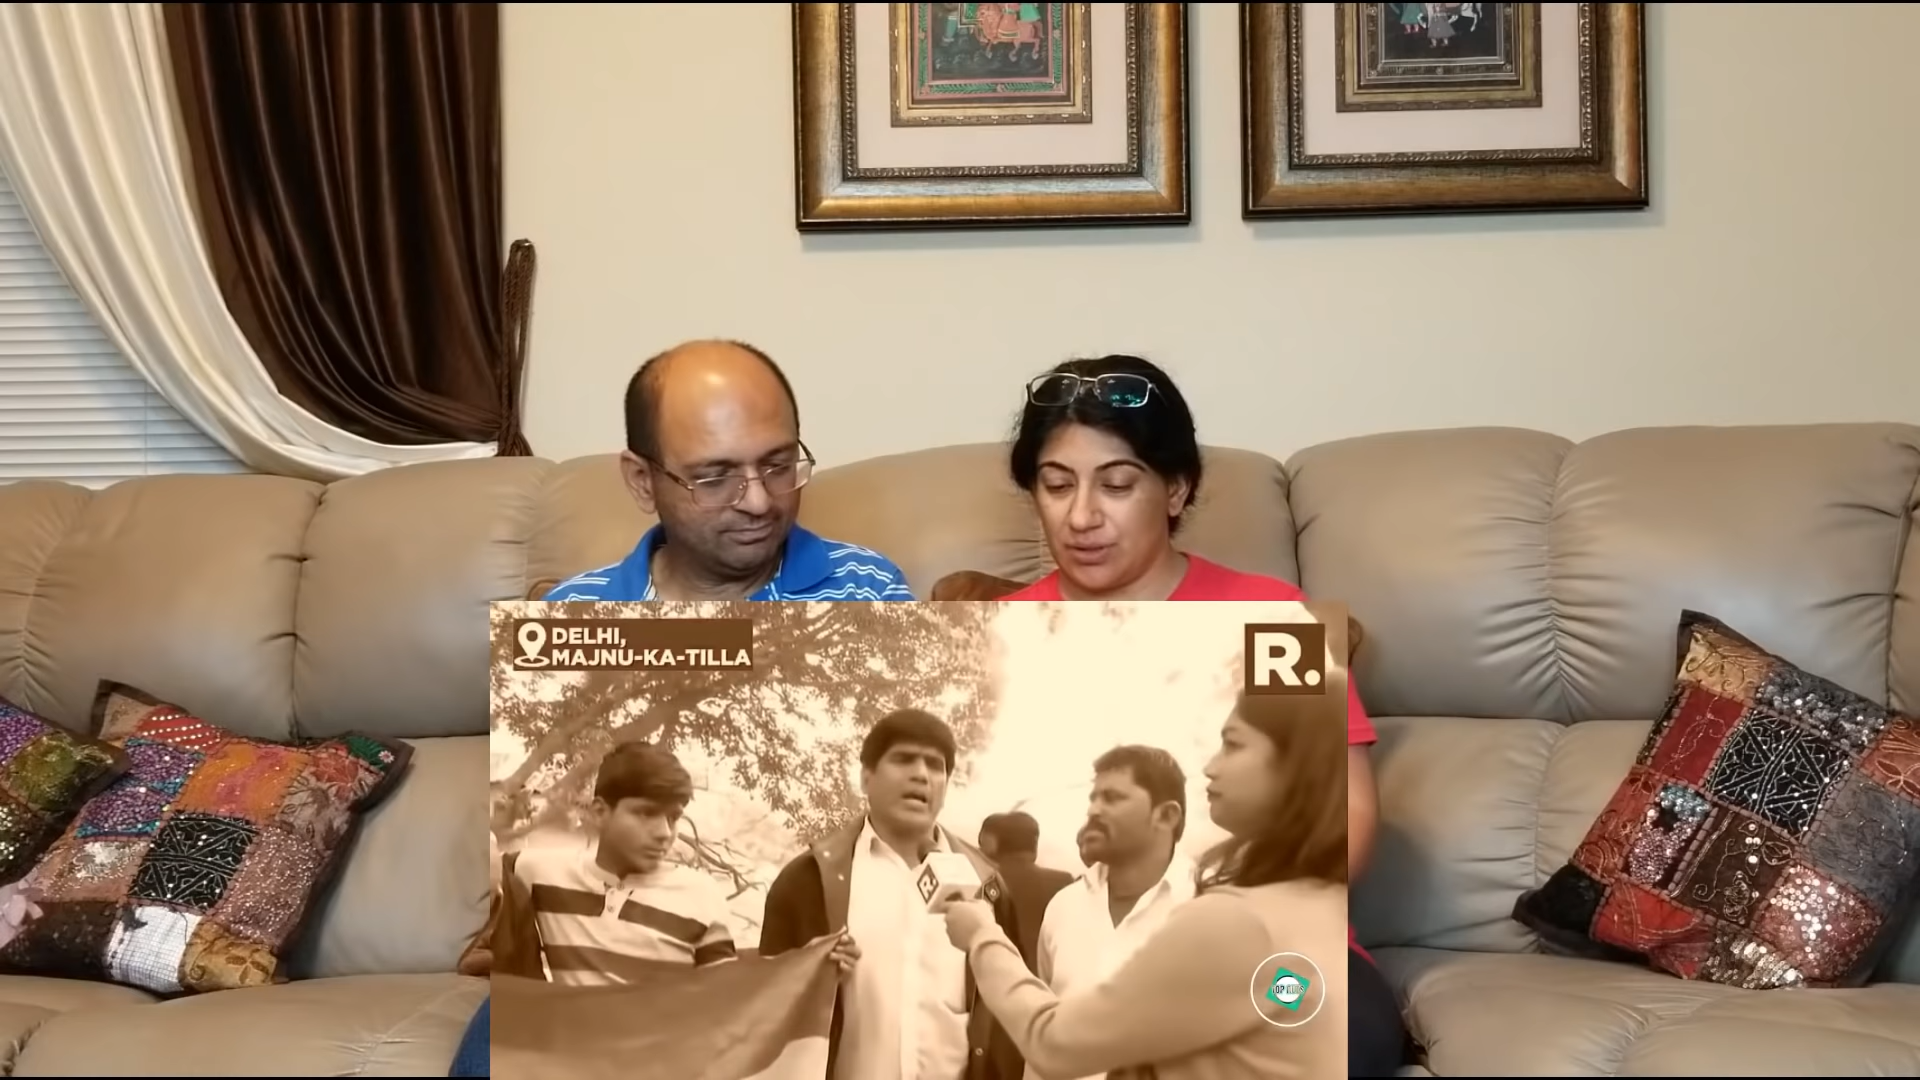 DELHI,
MAJNU-KA-TILLA
R.
R.